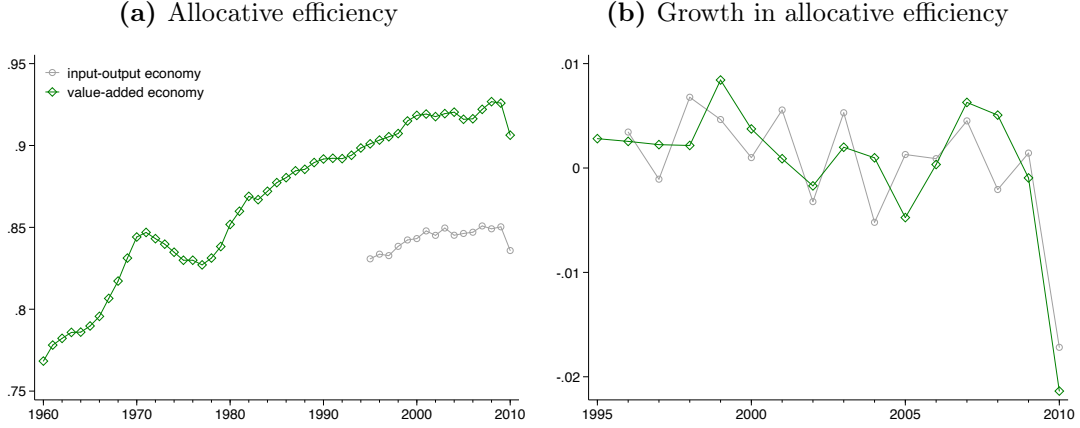 (a) Allocative efficiency
.95
.9
.85
.8
.75
input-output economy
value-added economy
1960 1970 1980 1990 2000 2010
(b) Growth in allocative efficiency
.01
0
-.01
-.02
1995 2000 2005 2010